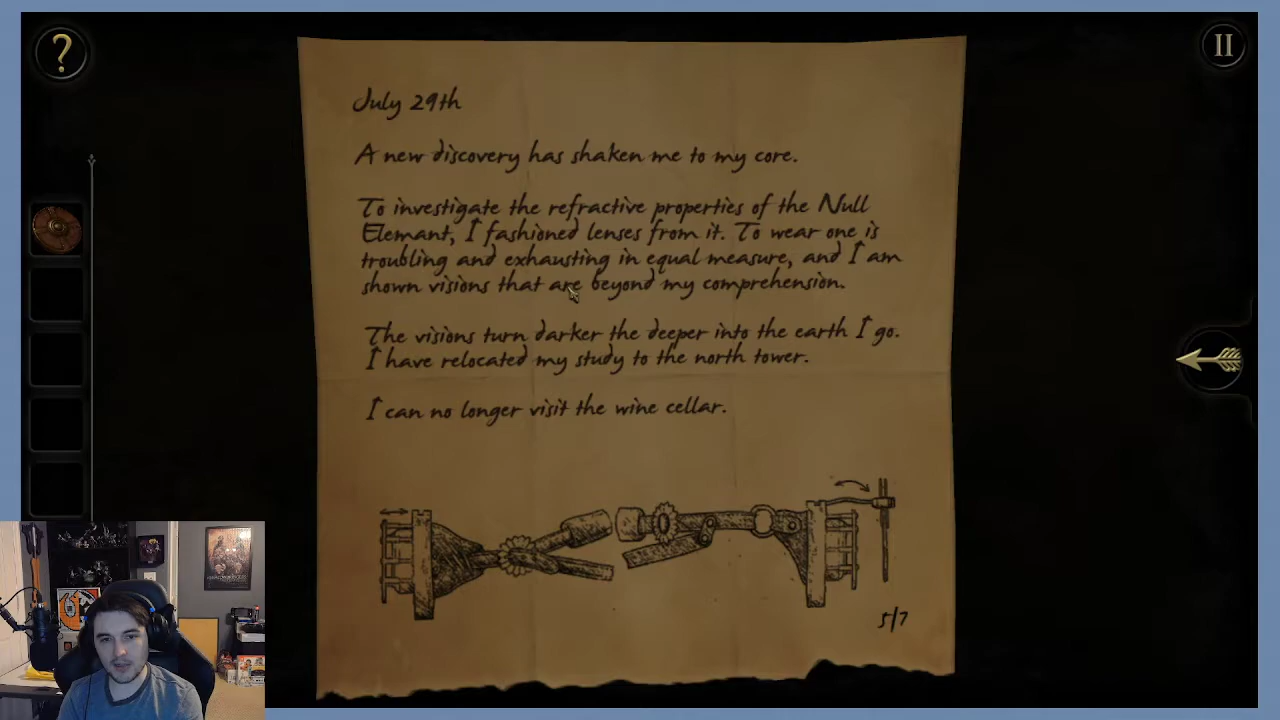 July 29th
A new discovery has shaken me to my core.
To investigate the refractive properties of the Null
Elemant, I fashioned lenses from it. To wear one is
troubling and exhausting in equal measure, and I am
shown visions that are beyond my comprehension.
The visions turn darker the deeper into the earth I go.
I have relocated my study to the north tower.
I can no longer visit the wine cellar.
5/7